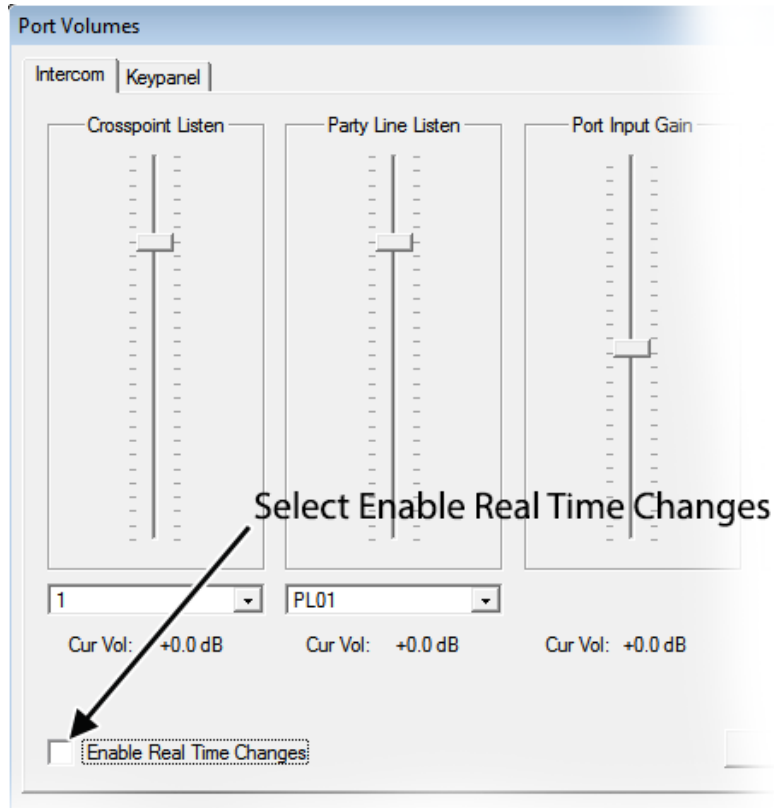 Port Volumes
Intercom
Keypanel
Crosspoint Listen
Party Line Listen
Port Input Gain
Select Enable Real Time Changes
1
PL01
Cur Vol: +0.0 dB
Cur Vol: +0.0 dB
Cur Vol: +0.0 dB
Enable Real Time Changes